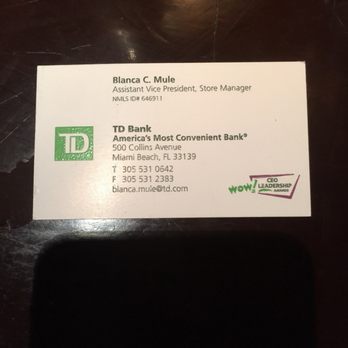 Blanca C. Mule
Assistant Vice President, Store Manager
NMLS ID# 646911
TD
TD Bank
America's Most Convenient Bank®
500 Collins Avenue
Miami Beach, FL 33139
T 305 531 0642
F 305 531 2383
blanca.mule@td.com
wow!
CEO
LEADERSHIP
AWARDS